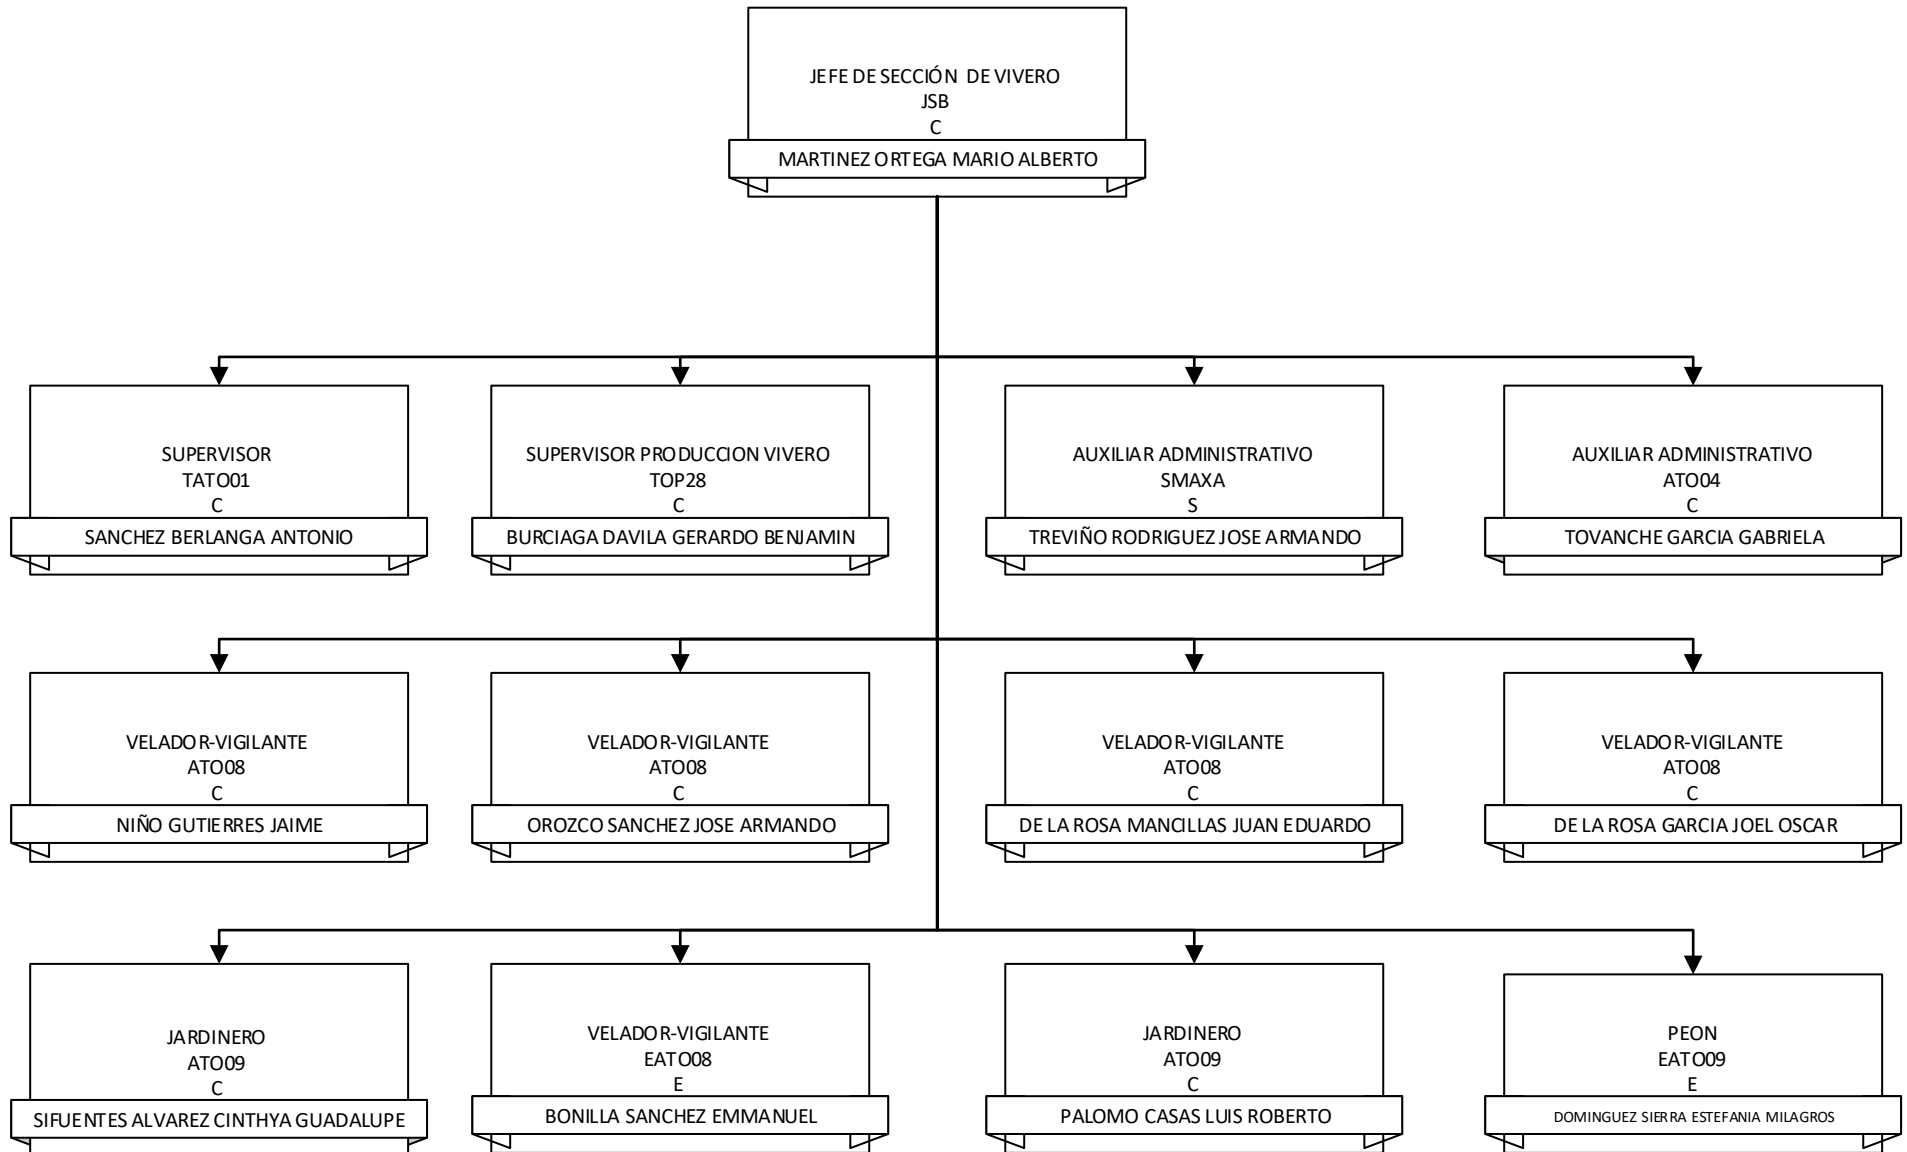 JEFE DE SECCIÓN DE VIVERO
JSB
C
MARTINEZ ORTEGA MARIO ALBERTO
SUPERVISOR
TATO01
C
SANCHEZ BERLANGA ANTONIO
SUPERVISOR PRODUCCION VIVERO
TOP28
C
BURCIAGA DAVILA GERARDO BENJAMIN
AUXILIAR ADMINISTRATIVO
SMAXA
S
TREVIÑO RODRIGUEZ JOSE ARMANDO
AUXILIAR ADMINISTRATIVO
ATO04
C
TOVANCHE GARCIA GABRIELA
VELADOR-VIGILANTE
ATO08
C
NIÑO GUTIERRES JAIME
VELADOR-VIGILANTE
ATO08
C
OROZCO SANCHEZ JOSE ARMANDO
VELADOR-VIGILANTE
ATO08
C
DE LA ROSA MANCILLAS JUAN EDUARDO
VELADOR-VIGILANTE
ATO08
C
DE LA ROSA GARCIA JOEL OSCAR
JARDINERO
ATO09
C
SIFUENTES ALVAREZ CINTHYA GUADALUPE
VELADOR-VIGILANTE
EATO08
E
BONILLA SANCHEZ EMMANUEL
JARDINERO
ATO09
C
PALOMO CASAS LUIS ROBERTO
PEON
EATO09
E
DOMINGUEZ SIERRA ESTEFANIA MILAGROS